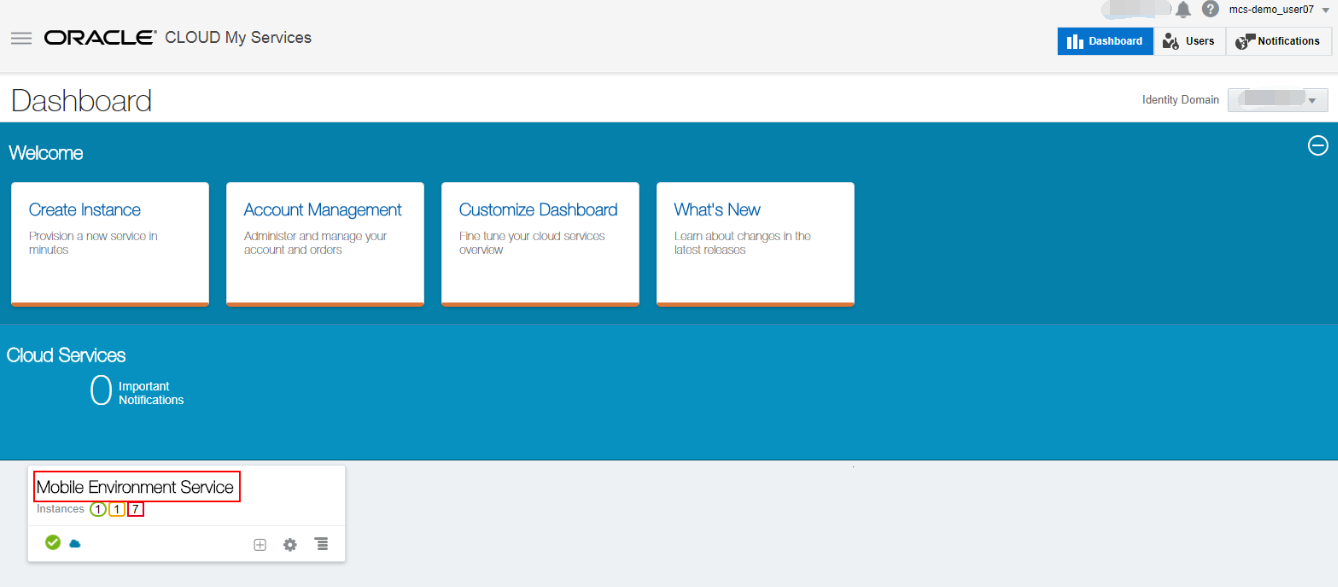 mcs-demo_user07
ORACLE® CLOUD My Services
Dashboard
Users
Notifications
Dashboard
Identity Domain
Welcome
Create Instance
Provision a new service in
minutes
Account Management
Administer and manage your
account and orders
Customize Dashboard
Fine tune your cloud services
overview
What's New
Learn about changes in the
latest releases
Cloud Services
0 Important
Notifications
Mobile Environment Service
Instances 1 1 7